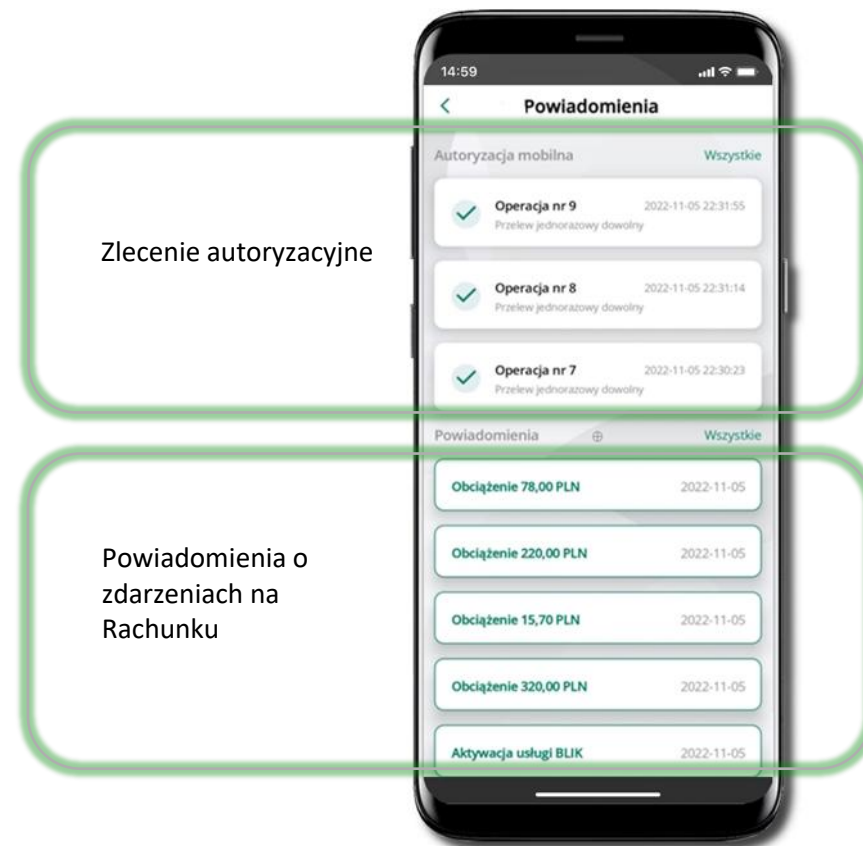 14:59
Powiadomienia
Autoryzacja mobilna Wszystkie
Operacja nr 9 2022-11-05 22:31:55
Przelew jednorazowy dowolny
Zlecenie autoryzacyjne
Operacja nr 8 2022-11-05 22:31:14
Przelew jednorazowy dowolny
Operacja nr 7 2022-11-05 22:30:23
Przelew jednorazowy dowolny
Powiadomienia Wszystkie
Obciążenie 78,00 PLN 2022-11-05
Obciążenie 220,00 PLN 2022-11-05
Powiadomienia o
zdarzeniach na
Rachunku
Obciążenie 15,70 PLN 2022-11-05
Obciążenie 320,00 PLN 2022-11-05
Aktywacja usługi BLIK 2022-11-05